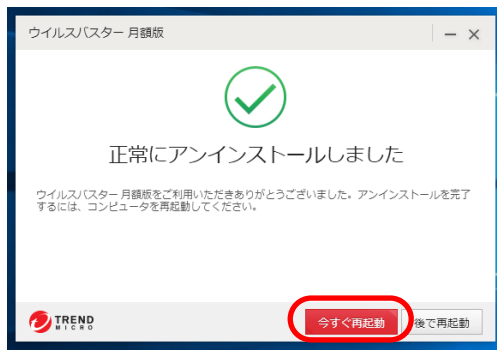 ウイルスバスター 月額版
正常にアンインストールしました
ウイルスバスター 月額版をご利用いただきありがとうございました。アンインストールを完了
するには、コンピュータを再起動してください。
TREND
MICRO
今すぐ再起動
後で再起動